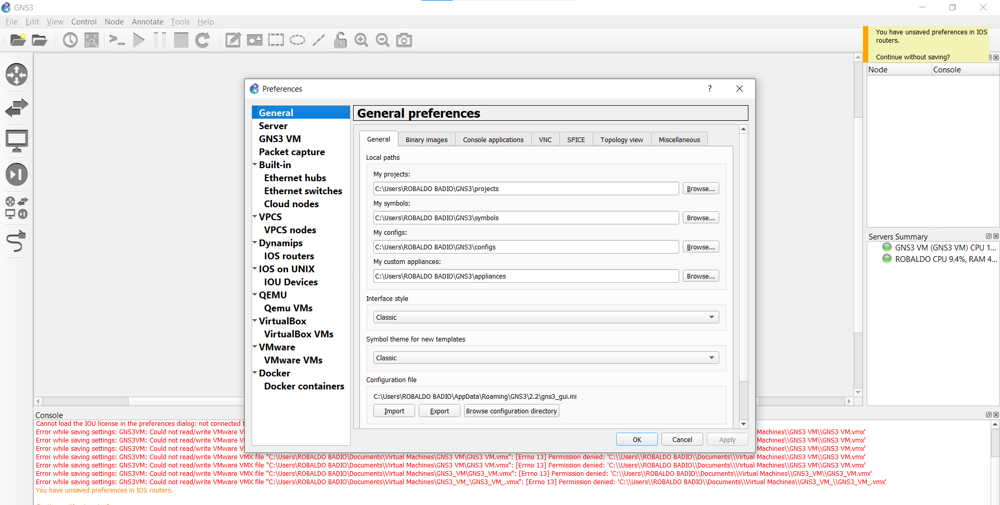 GNS3
File Edit View Control Node Annotate Tools Help
You have unsaved preferences in IOS
routers.
Continue without saving?
Node Console
Preferences
?
General
Server
GNS3 VM
Packet capture
Built-in
Ethernet hubs
Ethernet switches
Cloud nodes
VPCS
VPCS nodes
Dynamips
IOS routers
IOS on UNIX
IOU Devices
QEMU
Qemu VMs
VirtualBox
VirtualBox VMs
VMware
VMware VMs
Docker
Docker containers
General preferences
General Binary images Console applications VNC SPICE Topology view Miscellaneous
Local paths
My projects:
C:\Users\ROBALDO BADIO\GNS3\projects Browse...
My symbols:
C:\Users\ROBALDO BADIO\GNS3\symbols Browse...
My configs:
C:\Users\ROBALDO BADIO\GNS3\configs Browse...
My custom appliances:
C:\Users\ROBALDO BADIO\GNS3\appliances Browse...
Interface style
Classic
Symbol theme for new templates
Classic
Configuration file
C:\Users\ROBALDO BADIO\AppData\Roaming\GNS3\2.2\gns3_gui.ini
Import Export Browse configuration directory
OK Cancel Apply
Servers Summary
GNS3 VM (GNS3 VM) CPU 1...
ROBALDO CPU 9.4%, RAM 4...
Console
Cannot load the IOU license in the preferences dialog: not connected t
Error while saving settings: GNS3VM: Could not read/write VMware VM Machines\\GNS3 VM\\GNS3 VM.vmx'
Error while saving settings: GNS3VM: Could not read/write VMware VM Machines\\GNS3 VM\\GNS3 VM.vmx'
Error while saving settings: GNS3VM: Could not read/write VMware VM Machines\\GNS3 VM\\GNS3 VM.vmx'
Error while saving settings: GNS3VM: Could not read/write VMware VMX file "C:\Users\ROBALDO BADIO\Documents\Virtual Machines\GNS3 VM\GNS3 VM.vmx": [Errno 13] Permission denied: 'C:\\Users\\ROBALDO BADIO\\Documents\\Virtual Machines\\GNS3 VM\\GNS3 VM.vmx'
Error while saving settings: GNS3VM: Could not read/write VMware VMX file "C:\Users\ROBALDO BADIO\Documents\Virtual Machines\GNS3 VM\GNS3 VM.vmx": [Errno 13] Permission denied: 'C:\\Users\\ROBALDO BADIO\\Documents\\Virtual Machines\\GNS3 VM\\GNS3 VM.vmx'
Error while saving settings: GNS3VM: Could not read/write VMware VMX file "C:\Users\ROBALDO BADIO\Documents\Virtual Machines\GNS3_VM\GNS3_VM.vmx": [Errno 13] Permission denied: 'C:\\Users\\ROBALDO BADIO\\Documents\\Virtual Machines\\GNS3_VM\\GNS3_VM.vmx'
Error while saving settings: GNS3VM: Could not read/write VMware VMX file "C:\Users\ROBALDO BADIO\Documents\Virtual Machines\GNS3_VM_\GNS3_VM_.vmx": [Errno 13] Permission denied: 'C:\\Users\\ROBALDO BADIO\\Documents\\Virtual Machines\\GNS3_VM_\\GNS3_VM_.vmx'
You have unsaved preferences in IOS routers.